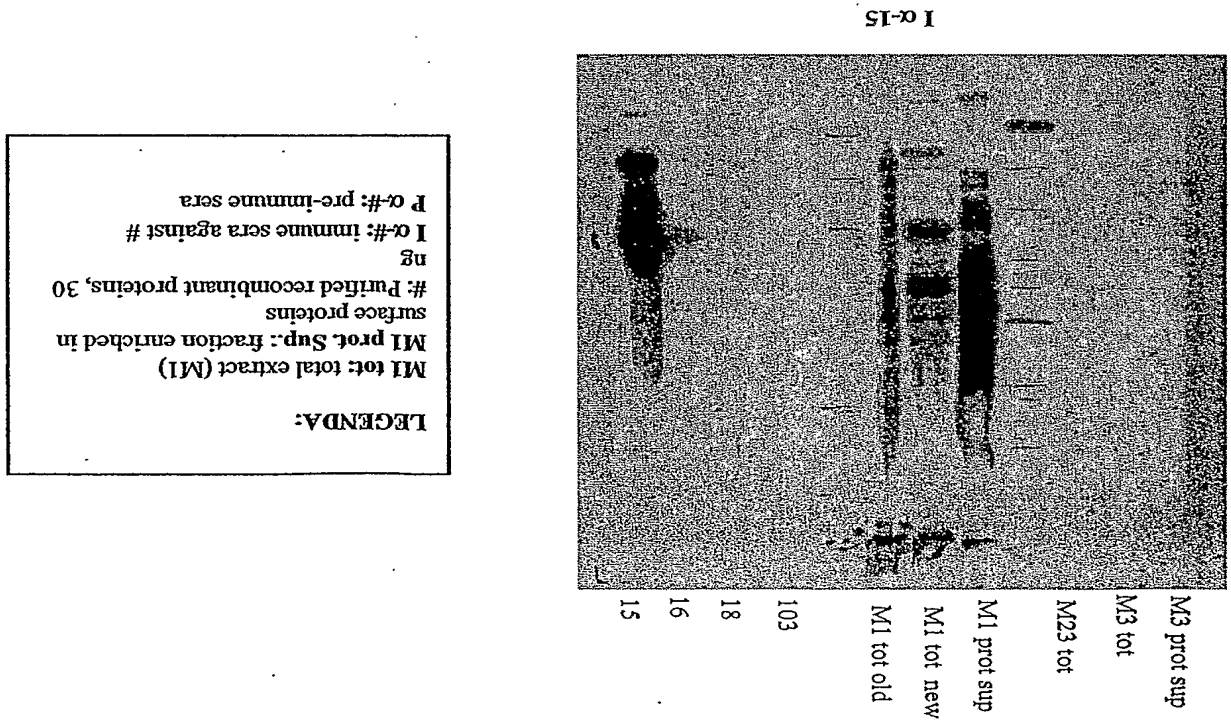 I α-15
15
16
18
103
M1 tot old
M1 tot new
M1 prot sup
M23 tot
M3 tot
M3 prot sup
LEGENDA:
M1 tot: total extract (M1)
M1 prot. Sup.: fraction enriched in
surface proteins
#: Purified recombinant proteins, 30
ng
I α-#: immune sera against #
P α-#: pre-immune sera